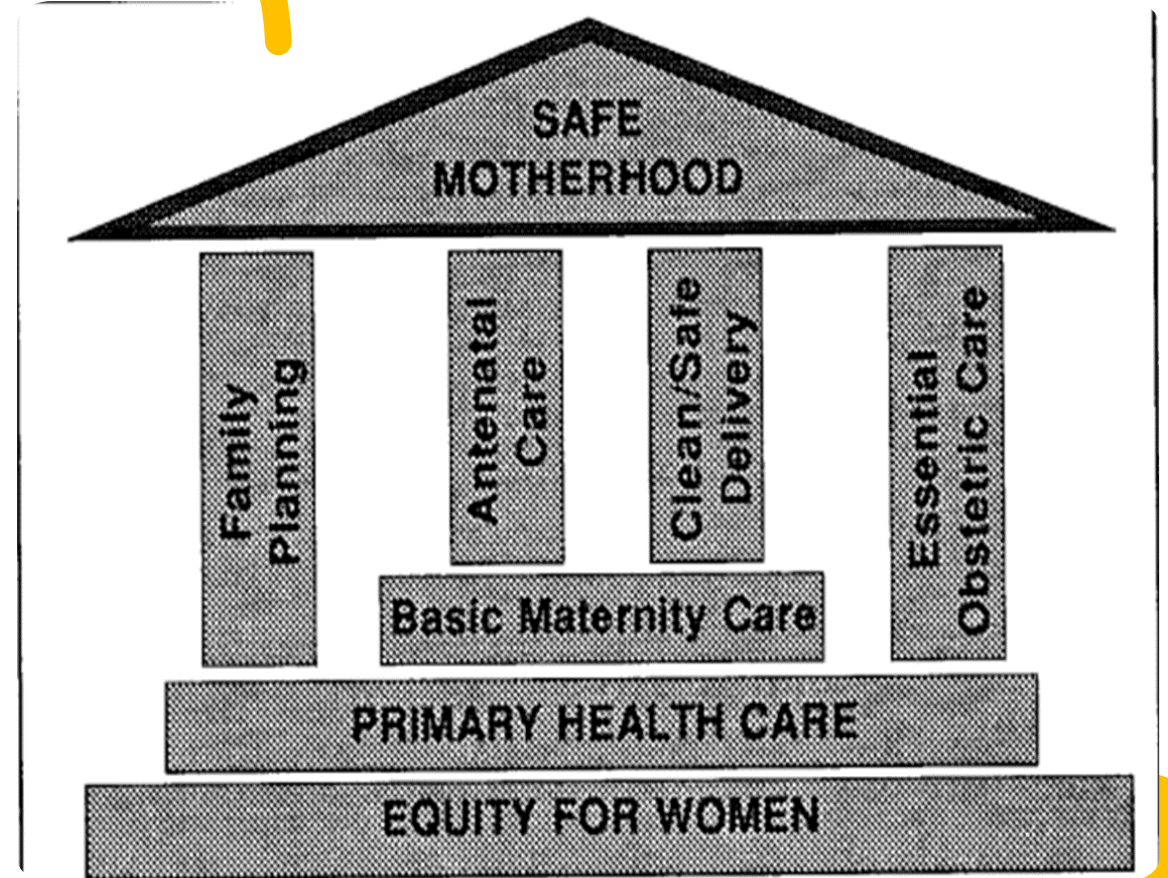 SAFE
MOTHERHOOD
Family
Planning
Antenatal
Care
Clean/Safe
Delivery
Essential
Obstetric Care
Basic Maternity Care
PRIMARY HEALTH CARE
EQUITY FOR WOMEN